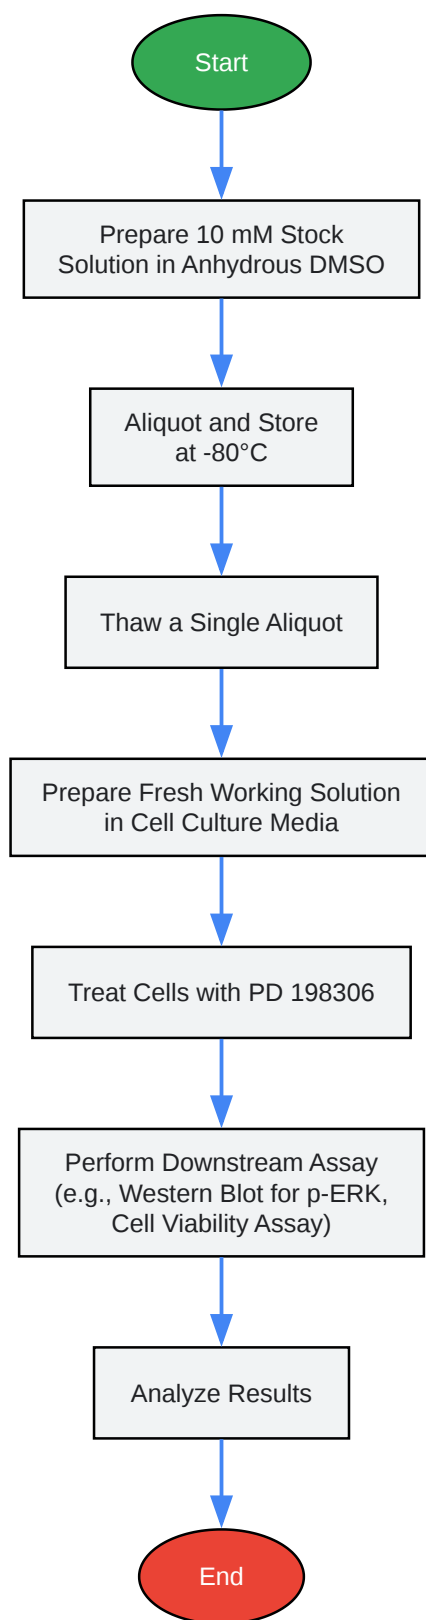 Start
Prepare 10 mM Stock
Solution in Anhydrous DMSO
Aliquot and Store
at -80°C
Thaw a Single Aliquot
Prepare Fresh Working Solution
in Cell Culture Media
Treat Cells with PD 198306
Perform Downstream Assay
(e.g., Western Blot for p-ERK,
Cell Viability Assay)
Analyze Results
End